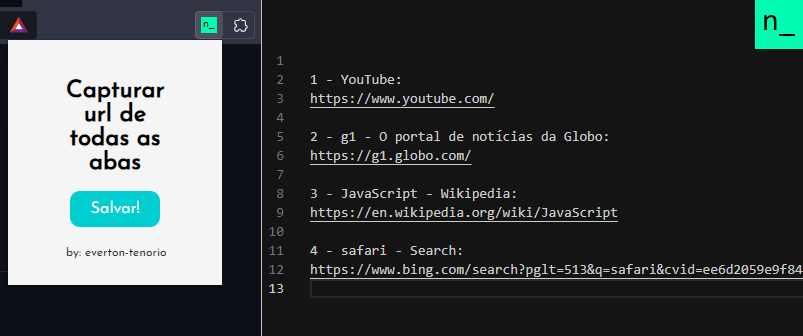 n_
Capturar
url de
todas as
abas
Salvar!
by: everton-tenorio
n_
1
2 1 - YouTube:
3 https://www.youtube.com/
4
5 2 - g1 - O portal de notícias da Globo:
6 https://g1.globo.com/
7
8 3 - JavaScript - Wikipedia:
9 https://en.wikipedia.org/wiki/JavaScript
10
11 4 - safari - Search:
12 https://www.bing.com/search?pglt=513&q=safari&cvid=ee6d2059e9f84
13